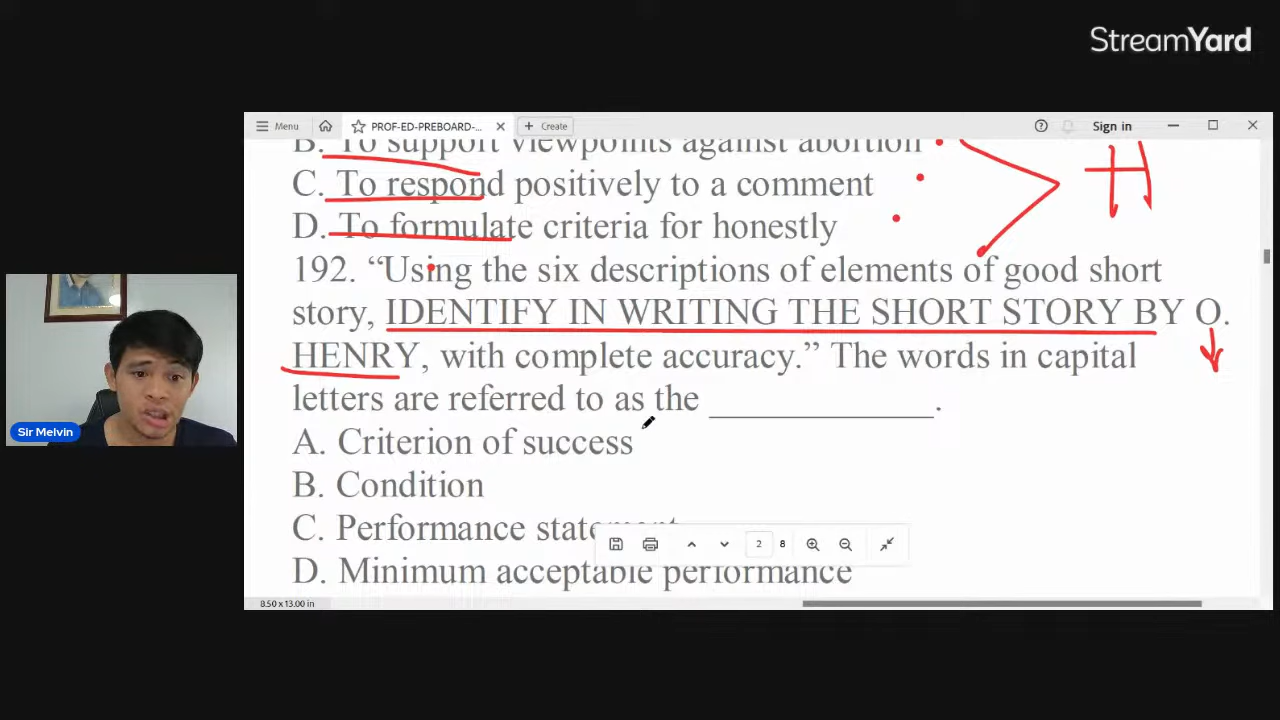 StreamYard
Menu
PROF-ED-PREBOARD-...
Create
Sign in
B. To support viewpoints against abortion
C. To respond positively to a comment
D. To formulate criteria for honestly
192. “Using the six descriptions of elements of good short
story, IDENTIFY IN WRITING THE SHORT STORY BY O.
HENRY, with complete accuracy.” The words in capital
letters are referred to as the ______________.
A. Criterion of success
B. Condition
C. Performance statement
D. Minimum acceptable performance
2 8
8.50 x 13.00 in
Sir Melvin